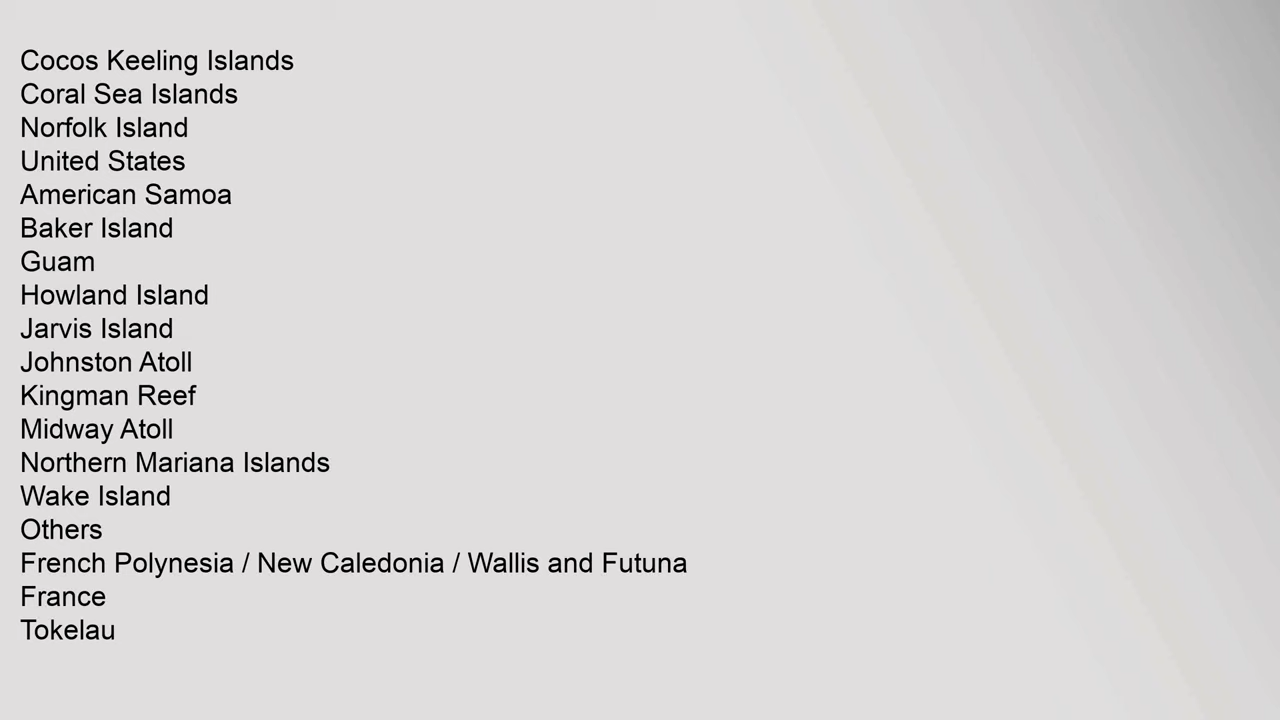 Cocos Keeling Islands
Coral Sea Islands
Norfolk Island
United States
American Samoa
Baker Island
Guam
Howland Island
Jarvis Island
Johnston Atoll
Kingman Reef
Midway Atoll
Northern Mariana Islands
Wake Island
Others
French Polynesia / New Caledonia / Wallis and Futuna
France
Tokelau